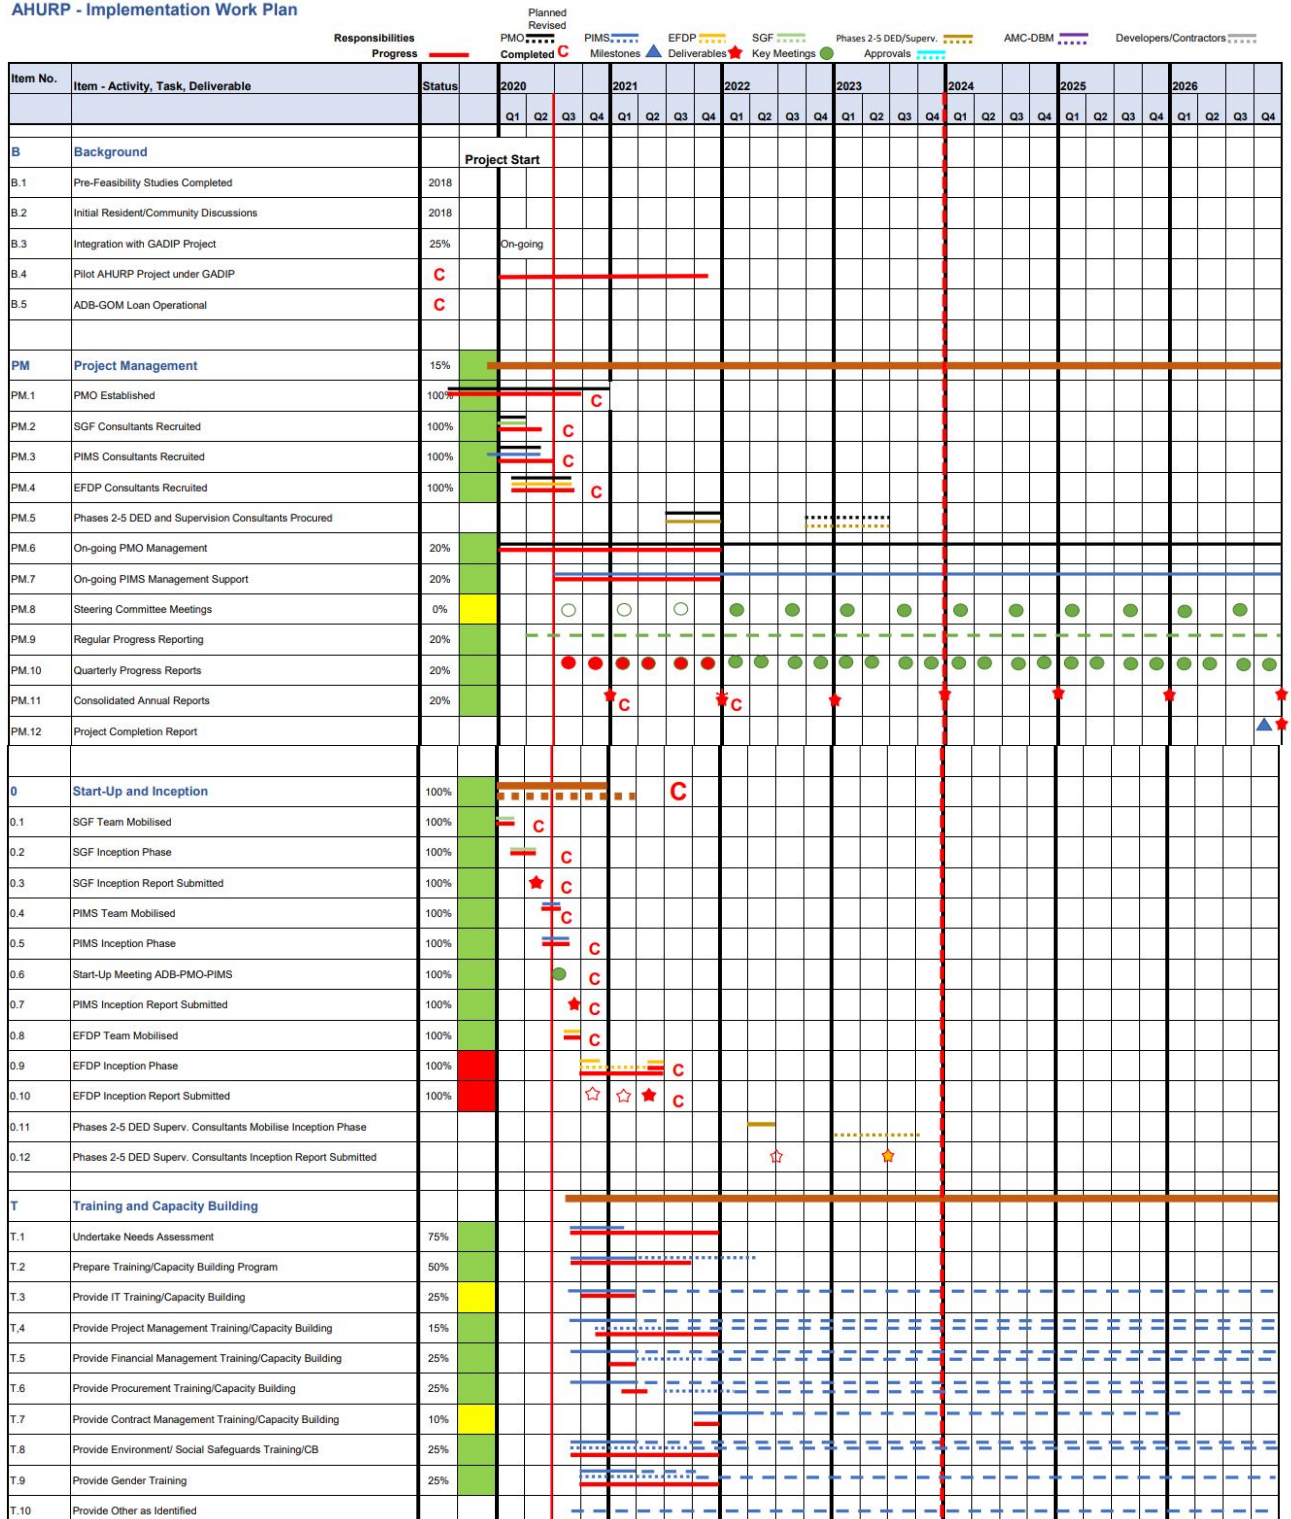 AHURP - Implementation Work Plan
Planned
Revised
Responsibilities PMO PIMS EFDP SGF Phases 2-5 DED/Superv. AMC-DBM Developers/Contractors
Progress Completed C Milestones Deliverables Key Meetings Approvals
Item No. Item - Activity, Task, Deliverable Status 2020 2021 2022 2023 2024 2025 2026
Q1 Q2 Q3 Q4 Q1 Q2 Q3 Q4 Q1 Q2 Q3 Q4 Q1 Q2 Q3 Q4 Q1 Q2 Q3 Q4 Q1 Q2 Q3 Q4 Q1 Q2 Q3 Q4
B Background
Project Start
B.1 Pre-Feasibility Studies Completed 2018
B.2 Initial Resident/Community Discussions 2018
B.3 Integration with GADIP Project 25% On-going
B.4 Pilot AHURP Project under GADIP C
B.5 ADB-GOM Loan Operational C
PM Project Management 15%
PM.1 PMO Established 100% C
PM.2 SGF Consultants Recruited 100% C
PM.3 PIMS Consultants Recruited 100% C
PM.4 EFDP Consultants Recruited 100% C
PM.5 Phases 2-5 DED and Supervision Consultants Procured
PM.6 On-going PMO Management 20%
PM.7 On-going PIMS Management Support 20%
PM.8 Steering Committee Meetings 0%
PM.9 Regular Progress Reporting 20%
PM.10 Quarterly Progress Reports 20%
PM.11 Consolidated Annual Reports 20% C C
PM.12 Project Completion Report
0 Start-Up and Inception 100% C
0.1 SGF Team Mobilised 100% C
0.2 SGF Inception Phase 100% C
0.3 SGF Inception Report Submitted 100% C
0.4 PIMS Team Mobilised 100% C
0.5 PIMS Inception Phase 100% C
0.6 Start-Up Meeting ADB-PMO-PIMS 100% C
0.7 PIMS Inception Report Submitted 100% C
0.8 EFDP Team Mobilised 100% C
0.9 EFDP Inception Phase 100% C
0.10 EFDP Inception Report Submitted 100% C
0.11 Phases 2-5 DED Superv. Consultants Mobilise Inception Phase
0.12 Phases 2-5 DED Superv. Consultants Inception Report Submitted
T Training and Capacity Building
T.1 Undertake Needs Assessment 75%
T.2 Prepare Training/Capacity Building Program 50%
T.3 Provide IT Training/Capacity Building 25%
T,4 Provide Project Management Training/Capacity Building 15%
T.5 Provide Financial Management Training/Capacity Building 25%
T.6 Provide Procurement Training/Capacity Building 25%
T.7 Provide Contract Management Training/Capacity Building 10%
T.8 Provide Environment/ Social Safeguards Training/CB 25%
T.9 Provide Gender Training 25%
T.10 Provide Other as Identified